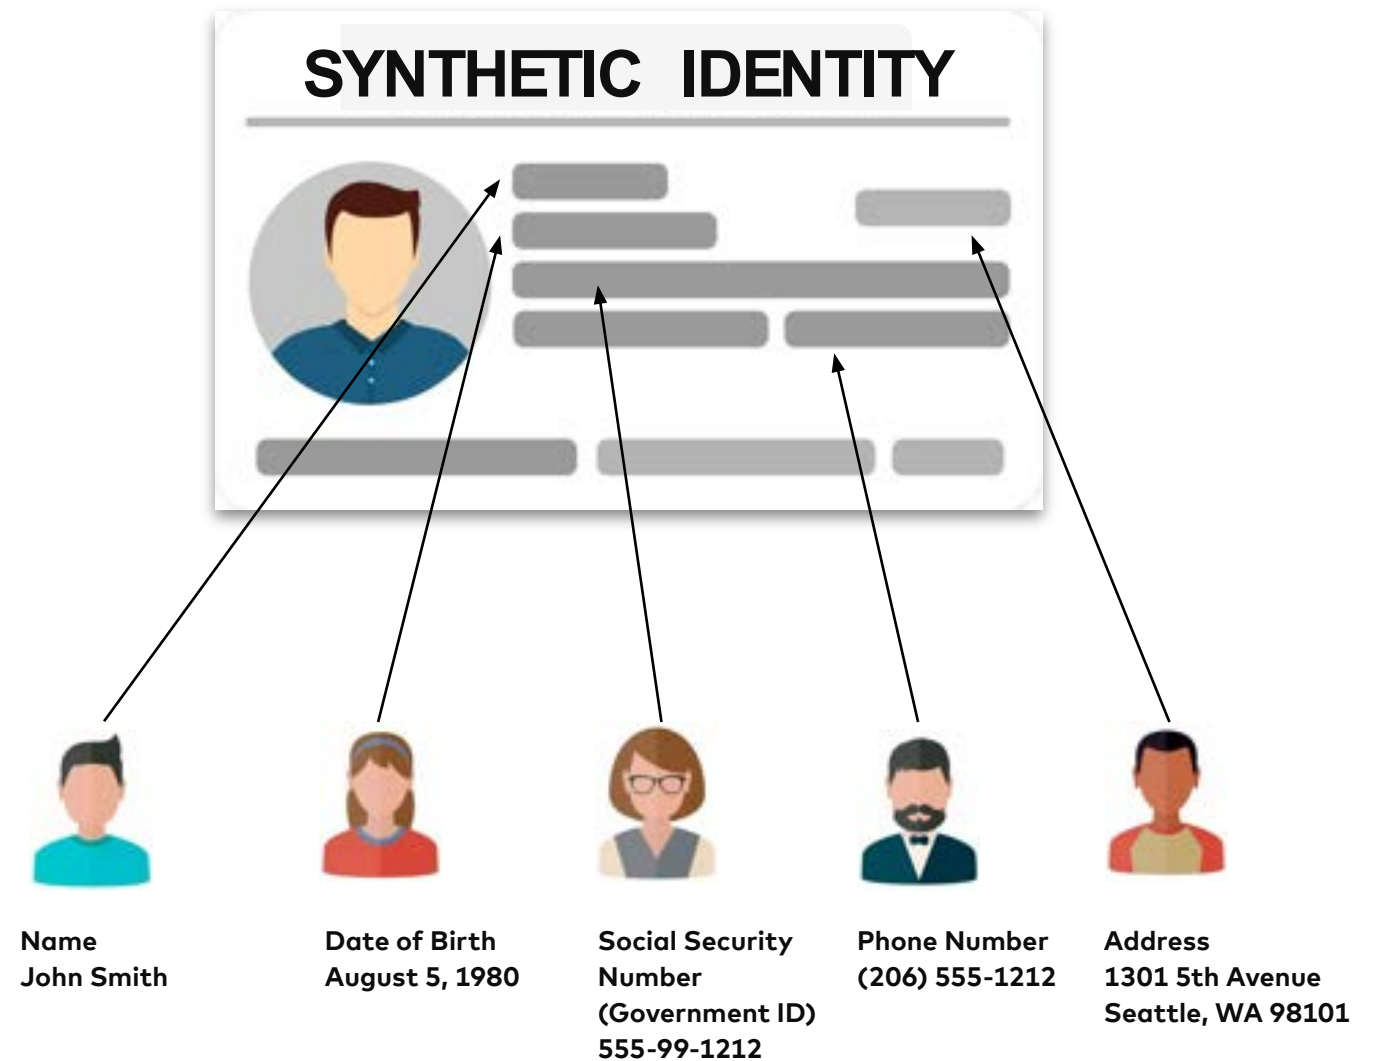 SYNTHETIC IDENTITY
Name
John Smith
Date of Birth
August 5, 1980
Social Security
Number
(Government ID)
555-99-1212
Phone Number
(206) 555-1212
Address
1301 5th Avenue
Seattle, WA 98101